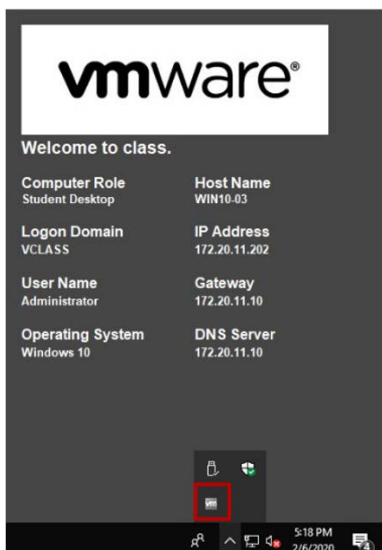 vmware®
Welcome to class.
Computer Role
Student Desktop
Host Name
WIN10-03
Logon Domain
VCLASS
IP Address
172.20.11.202
User Name
Administrator
Gateway
172.20.11.10
Operating System
Windows 10
DNS Server
172.20.11.10
vm
5:18 PM
2/6/2020
4